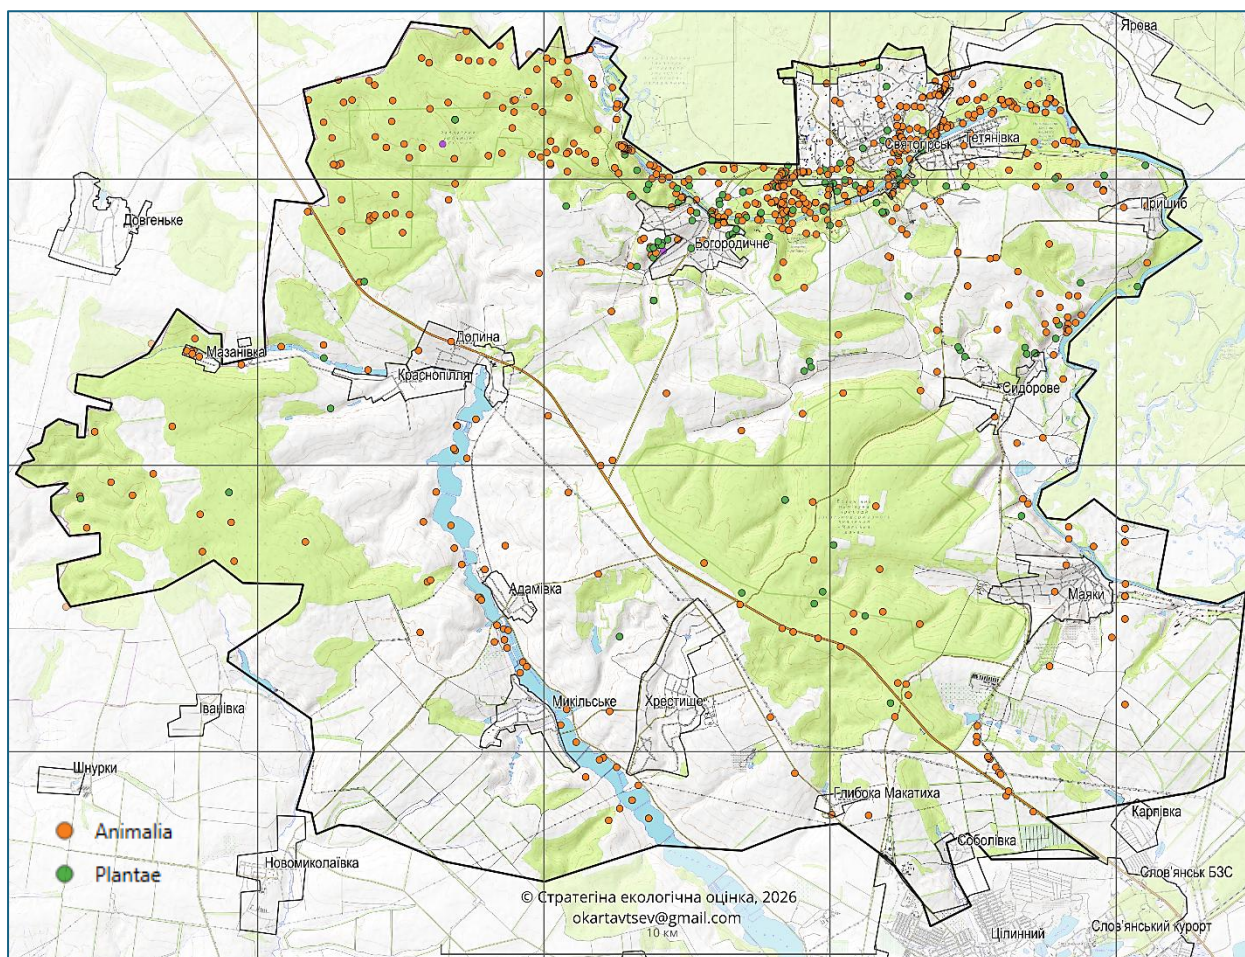 Ярова
Святогірськ
Тетянівка
Довгеньке
Пришиб
Богородичне
Долина
Мазанівка
Краснопілля
Сидорове
Адамівка
Маяки
Іванівка
Микільське
Хрестище
Шнурки
Глибока Макатиха
Карпівка
Animalia
Соболівка
Новомиколаївка
Plantae
Слов'янськ БЗС
© Стратегіна екологічна оцінка, 2026
okartavtsev@gmail.com
Слов'янський курорт
10 км
Цілинний